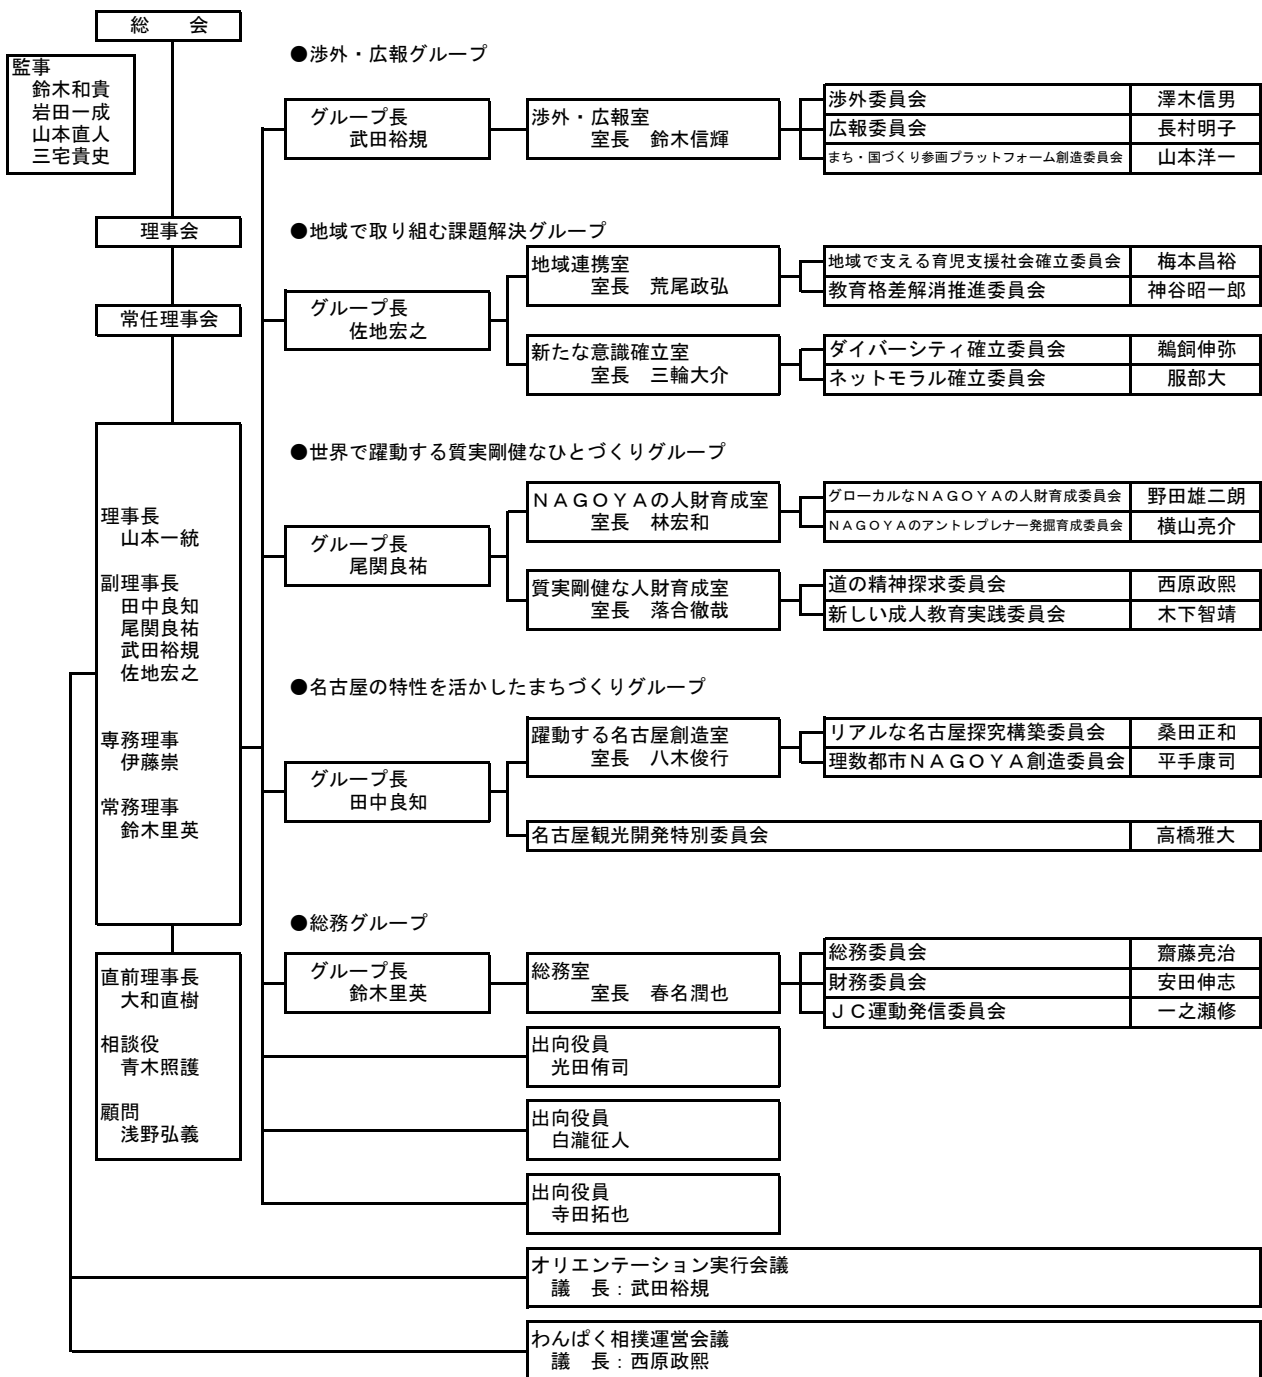 総　　会
監事
鈴木和貴
岩田一成
山本直人
三宅貴史
理事会
常任理事会
理事長
山本一統
副理事長
田中良知
尾関良祐
武田裕規
佐地宏之
専務理事
伊藤崇
常務理事
鈴木里英
直前理事長
大和直樹
相談役
青木照護
顧問
浅野弘義
●渉外・広報グループ
グループ長
武田裕規
渉外・広報室
室長　鈴木信輝
渉外委員会　澤木信男
広報委員会　長村明子
まち・国づくり参画プラットフォーム創造委員会　山本洋一
●地域で取り組む課題解決グループ
グループ長
佐地宏之
地域連携室
室長　荒尾政弘
地域で支える育児支援社会確立委員会　梅本昌裕
教育格差解消推進委員会　神谷昭一郎
新たな意識確立室
室長　三輪大介
ダイバーシティ確立委員会　鵜飼伸弥
ネットモラル確立委員会　服部大
●世界で躍動する質実剛健なひとづくりグループ
グループ長
尾関良祐
ＮＡＧＯＹＡの人財育成室
室長　林宏和
グローカルなＮＡＧＯＹＡの人財育成委員会　野田雄二朗
ＮＡＧＯＹＡのアントレプレナー発掘育成委員会　横山亮介
質実剛健な人財育成室
室長　落合徹哉
道の精神探求委員会　西原政熙
新しい成人教育実践委員会　木下智靖
●名古屋の特性を活かしたまちづくりグループ
グループ長
田中良知
躍動する名古屋創造室
室長　八木俊行
リアルな名古屋探究構築委員会　桑田正和
理数都市ＮＡＧＯＹＡ創造委員会　平手康司
名古屋観光開発特別委員会　高橋雅大
●総務グループ
グループ長
鈴木里英
総務室
室長　春名潤也
総務委員会　齋藤亮治
財務委員会　安田伸志
ＪＣ運動発信委員会　一之瀬修
出向役員
光田侑司
出向役員
白瀧征人
出向役員
寺田拓也
オリエンテーション実行会議
議　長：武田裕規
わんぱく相撲運営会議
議　長：西原政熙